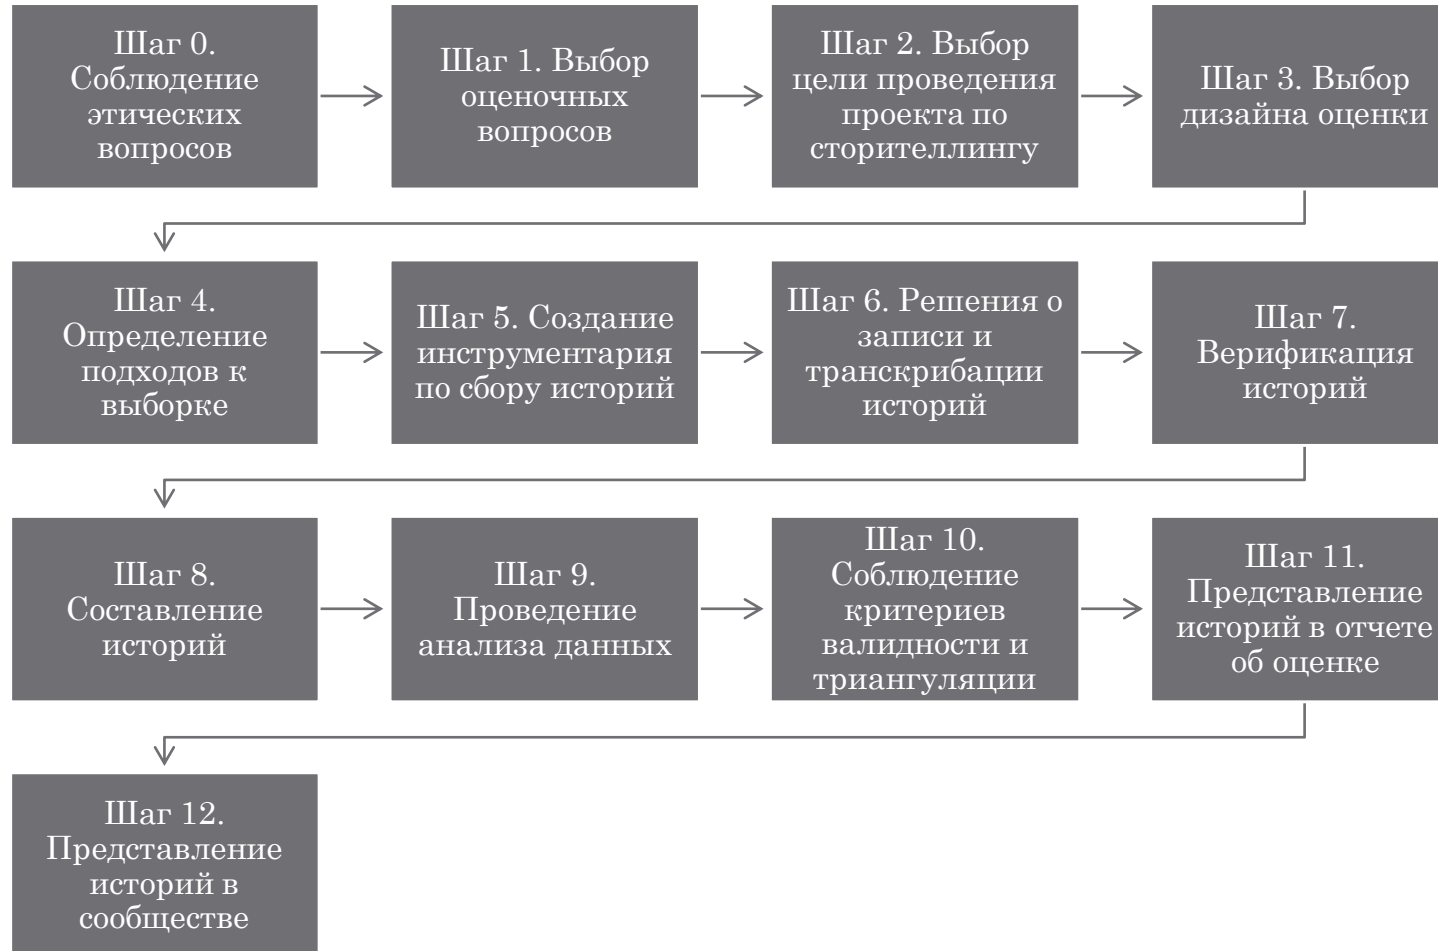 Шаг 0.
Соблюдение
этических
вопросов
Шаг 1. Выбор
оценочных
вопросов
Шаг 2. Выбор
цели проведения
проекта по
сторителлингу
Шаг 3. Выбор
дизайна оценки
Шаг 4.
Определение
подходов к
выборке
Шаг 5. Создание
инструментария
по сбору историй
Шаг 6. Решения о
записи и
транскрибации
историй
Шаг 7.
Верификация
историй
Шаг 8.
Составление
историй
Шаг 9.
Проведение
анализа данных
Шаг 10.
Соблюдение
критериев
валидности и
триангуляции
Шаг 11.
Представление
историй в отчете
об оценке
Шаг 12.
Представление
историй в
сообществе